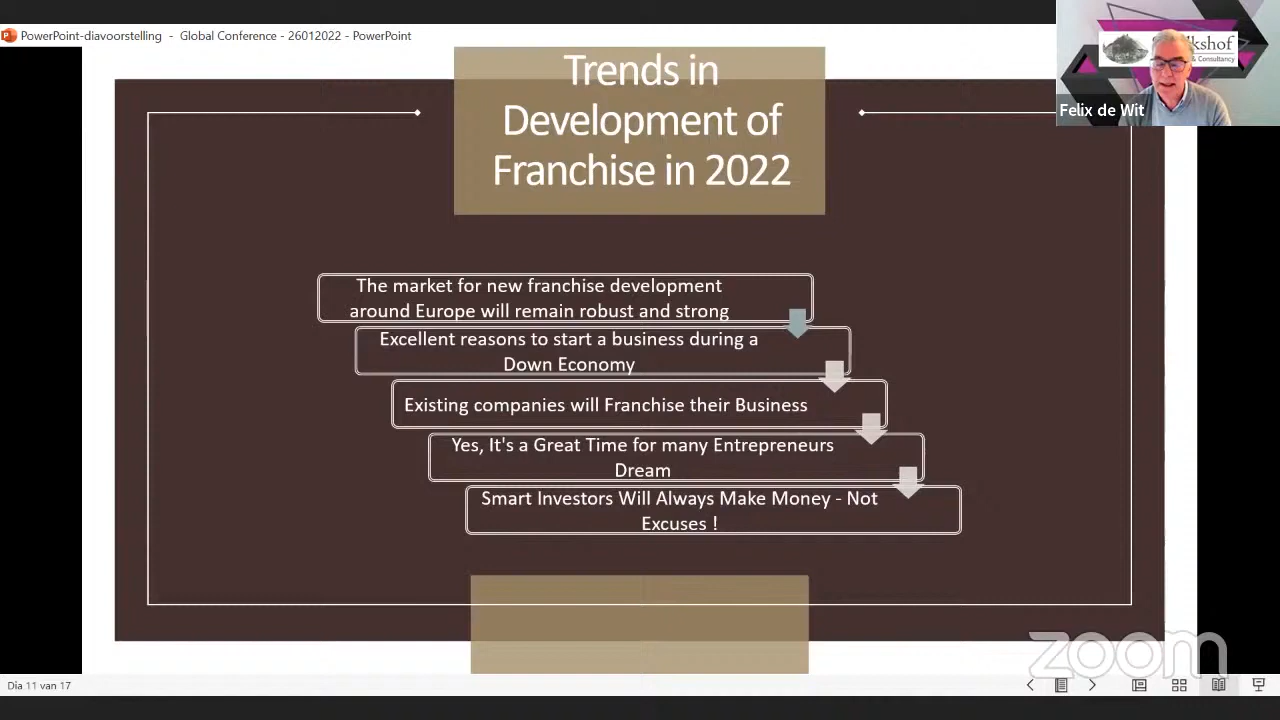 PowerPoint-diavoorstelling - Global Conference - 26012022 - PowerPoint
kshof
& Consultancy
Felix de Wit
Trends in
Development of
Franchise in 2022
The market for new franchise development
around Europe will remain robust and strong
Excellent reasons to start a business during a
Down Economy
Existing companies will Franchise their Business
Yes, It's a Great Time for many Entrepreneurs
Dream
Smart Investors Will Always Make Money - Not
Excuses !
zoom
Dia 11 van 17